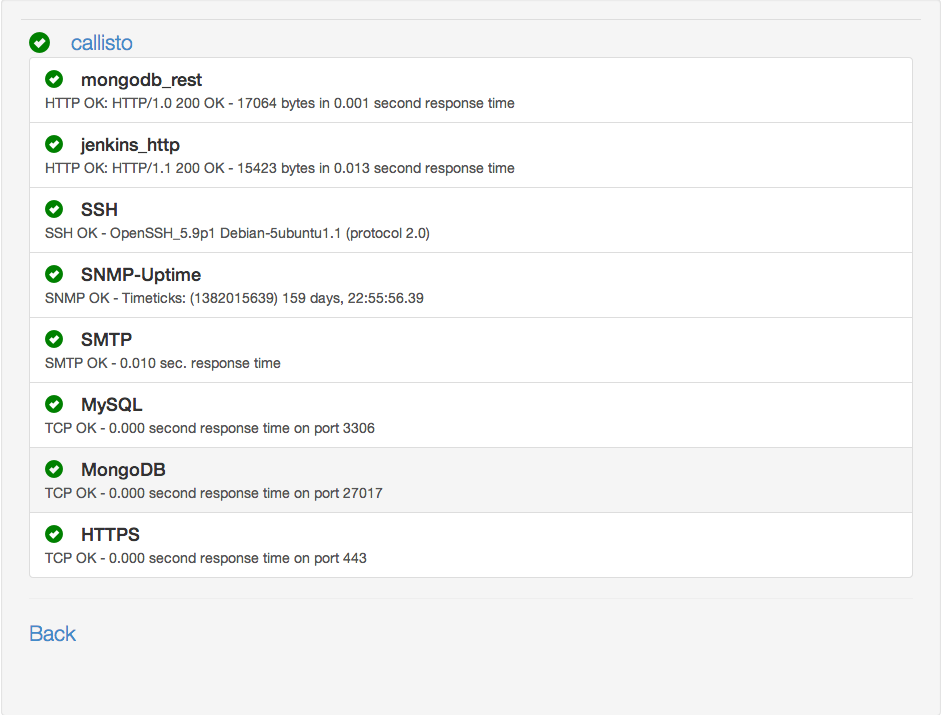 callisto
mongodb_rest
HTTP OK: HTTP/1.0 200 OK - 17064 bytes in 0.001 second response time
jenkins_http
HTTP OK: HTTP/1.1 200 OK - 15423 bytes in 0.013 second response time
SSH
SSH OK - OpenSSH_5.9p1 Debian-5ubuntu1.1 (protocol 2.0)
SNMP-Uptime
SNMP OK - Timeticks: (1382015639) 159 days, 22:55:56.39
SMTP
SMTP OK - 0.010 sec. response time
MySQL
TCP OK - 0.000 second response time on port 3306
MongoDB
TCP OK - 0.000 second response time on port 27017
HTTPS
TCP OK - 0.000 second response time on port 443
Back